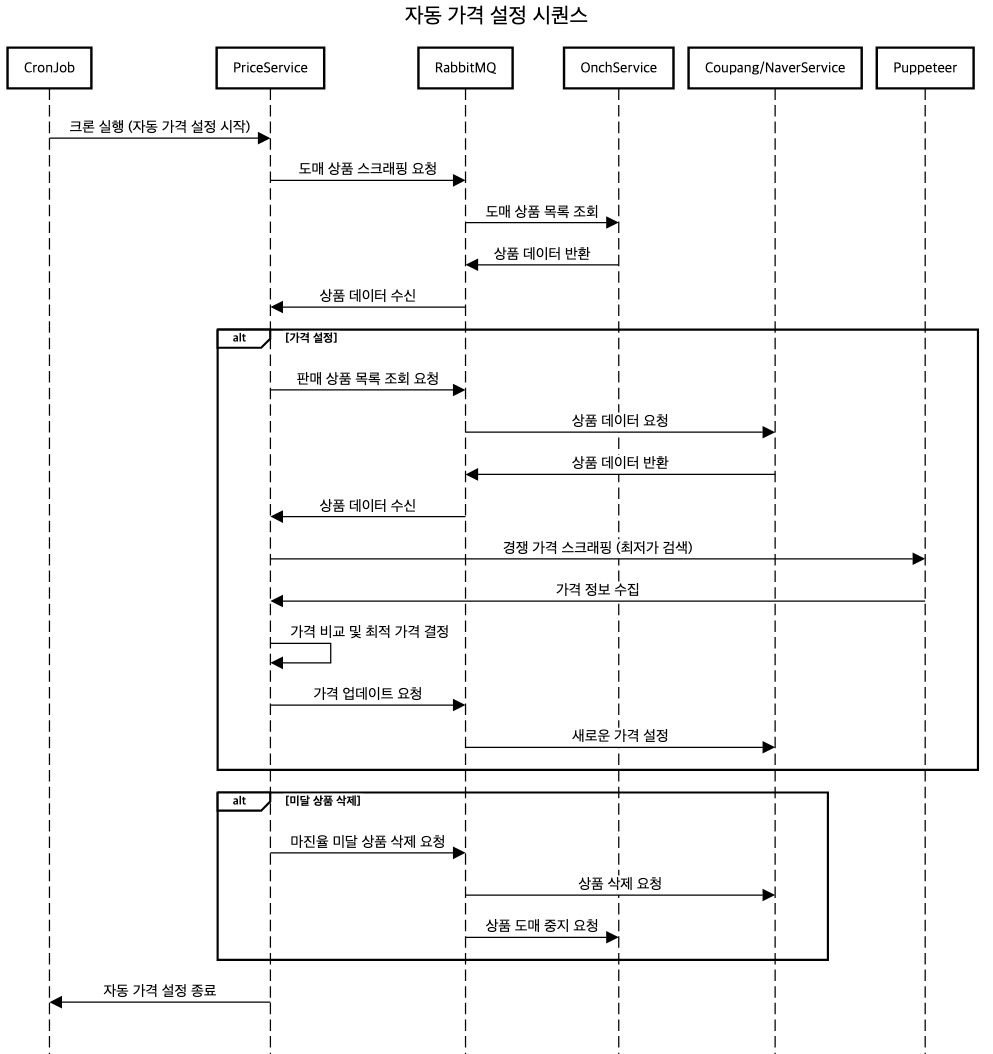 자동 가격 설정 시퀀스
CronJob
PriceService
RabbitMQ
OnchService
Coupang/NaverService
Puppeteer
크론 실행 (자동 가격 설정 시작)
도매 상품 스크래핑 요청
도매 상품 목록 조회
상품 데이터 반환
상품 데이터 수신
alt
[가격 설정]
판매 상품 목록 조회 요청
상품 데이터 요청
상품 데이터 반환
상품 데이터 수신
경쟁 가격 스크래핑 (최저가 검색)
가격 정보 수집
가격 비교 및 최적 가격 결정
가격 업데이트 요청
새로운 가격 설정
alt
[미달 상품 삭제]
마진율 미달 상품 삭제 요청
상품 삭제 요청
상품 도매 중지 요청
자동 가격 설정 종료